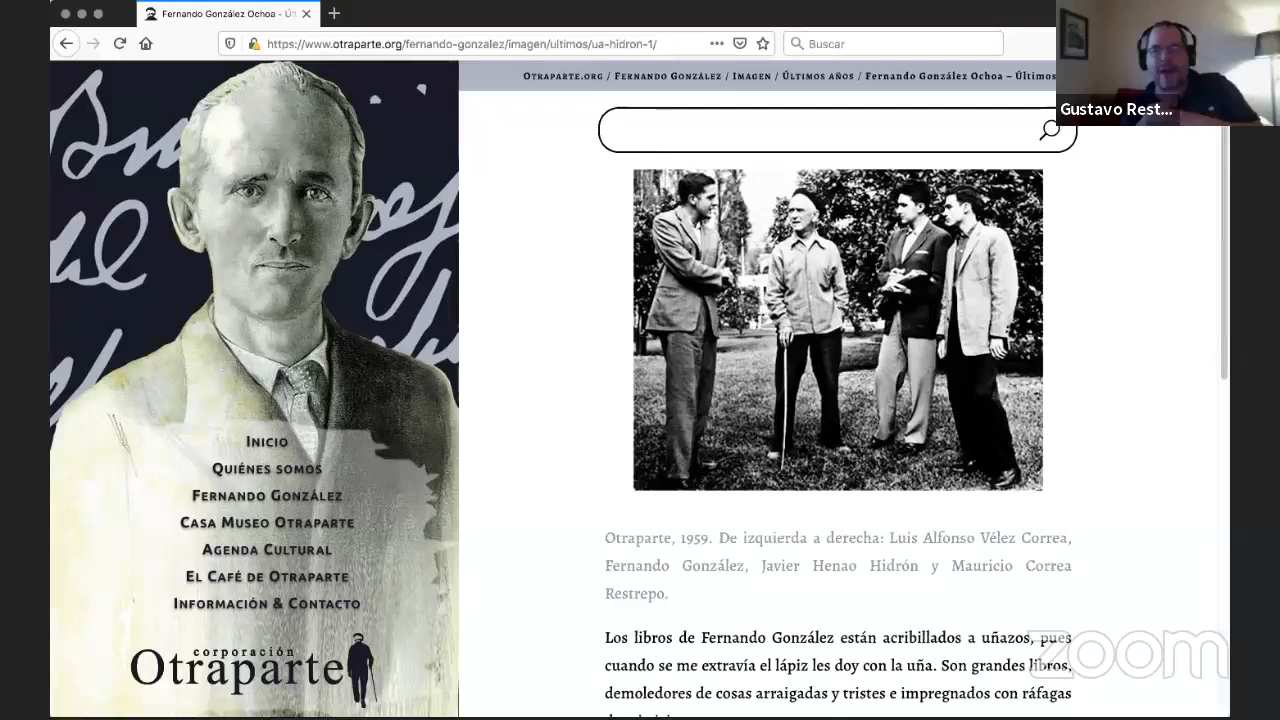 Fernando González Ochoa - Úl
https://www.otraparte.org/fernando-gonzalez/imagen/ultimos/ua-hidron-1/
Buscar
Otraparte.org / Fernando González / Imagen / Últimos años / Fernando González Ochoa – Últimos
Gustavo Rest...
Inicio
Quiénes somos
Fernando González
Casa Museo Otraparte
Agenda Cultural
El Café de Otraparte
Información & Contacto
corporación
Otraparte
Otraparte, 1959. De izquierda a derecha: Luis Alfonso Vélez Correa,
Fernando González, Javier Henao Hidrón y Mauricio Correa
Restrepo.
Los libros de Fernando González están acribillados a uñazos, pues
cuando se me extravía el lápiz les doy con la uña. Son grandes libros,
demoledores de cosas arraigadas y tristes e impregnados con ráfagas
zoom